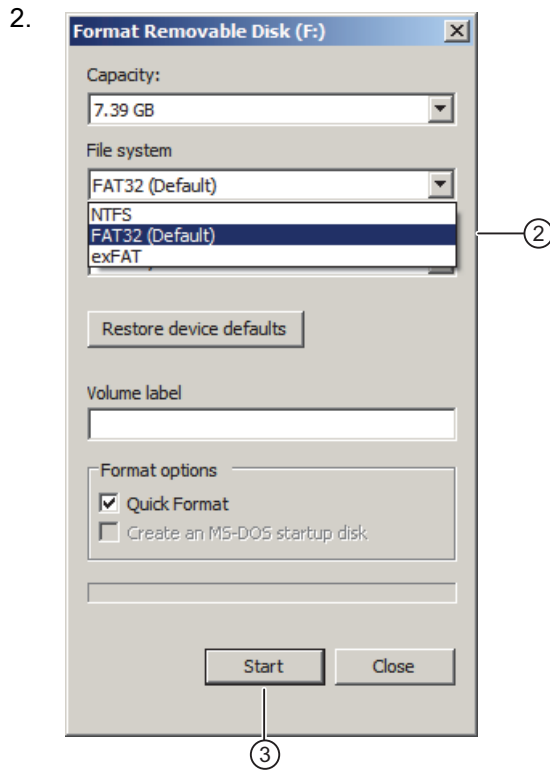 2.
Format Removable Disk (F:)
Capacity:
7.39 GB
File system
FAT32 (Default)
NTFS
FAT32 (Default)
exFAT
②
Restore device defaults
Volume label
Format options
Quick Format
Create an MS-DOS startup disk
Start
Close
③